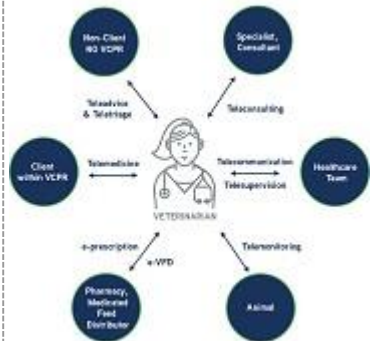 Non-Client
NO VCPR
Specialist,
Consultant
Teleadvice
& Teletriage
Teleconsulting
Client
within VCPR
Telemedicine
Telecommunication
Telesupervision
Healthcare
Team
VETERINARIAN
e-prescription
e-VFD
Telemonitoring
Pharmacy,
Medicated
Feed
Distributor
Animal